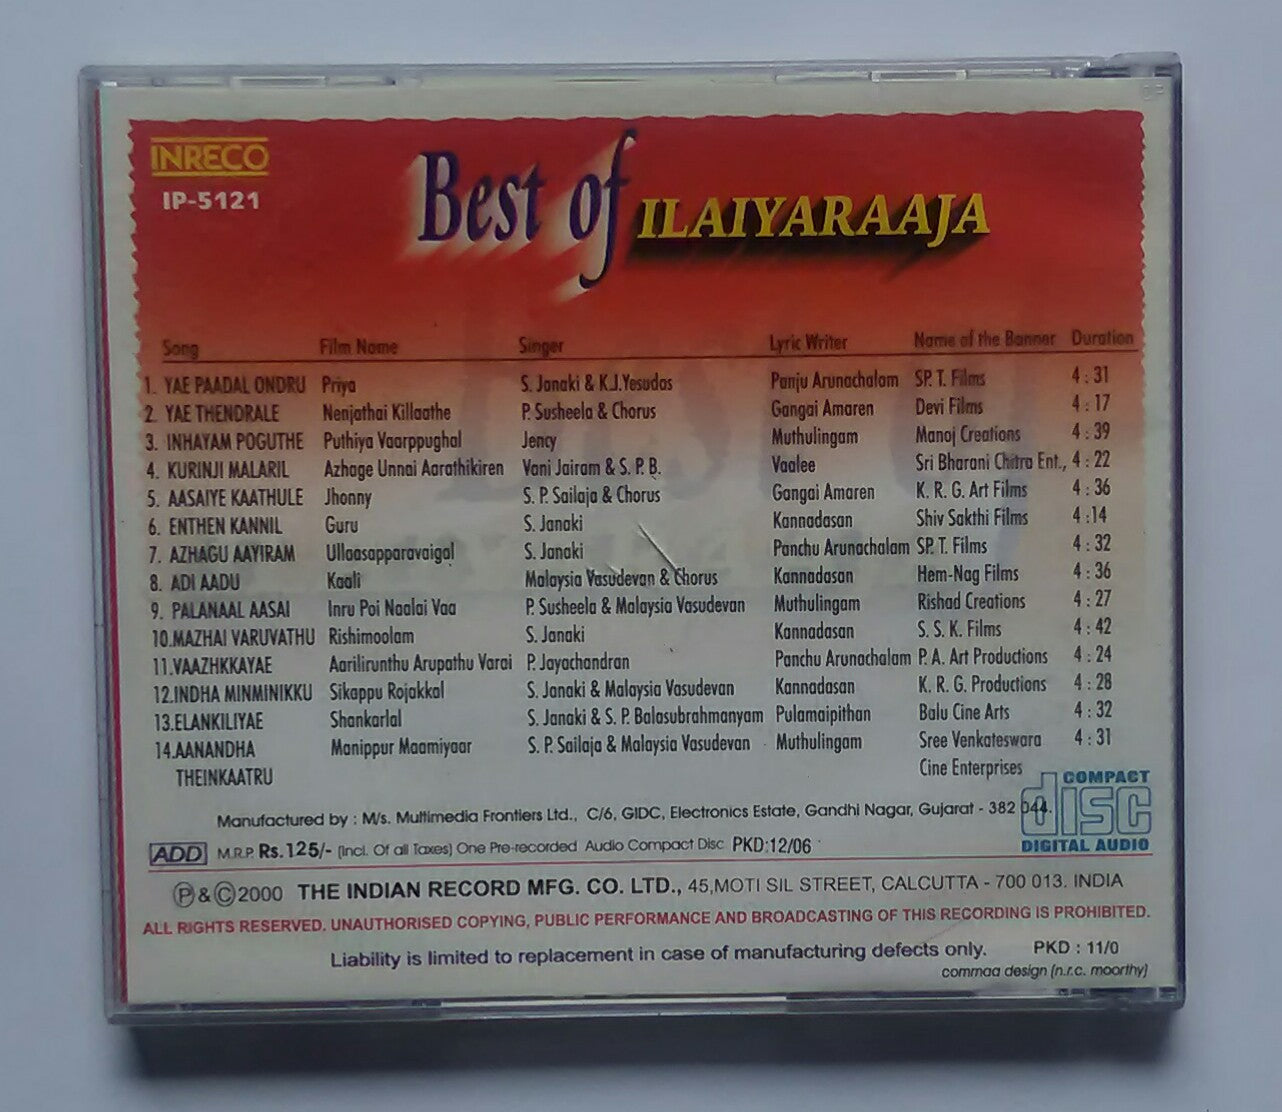 INRECO
IP-5121
Best of ILAIYARAAJA
Song Film Name Singer Lyric Writer Name of the Banner Duration
1. YAE PAADAL ONDRU Priya S. Janaki & K.J.Yesudas Panju Arunachalam SP. T. Films 4 : 31
2. YAE THENDRALE Nenjathai Killaathe P. Susheela & Chorus Gangai Amaren Devi Films 4 : 17
3. INHAYAM POGUTHE Puthiya Vaarppughal Jency Muthulingam Manoj Creations 4 : 39
4. KURINJI MALARIL Azhage Unnai Aarathikiren Vani Jairam & S. P. B. Vaalee Sri Bharani Chitra Ent., 4 : 22
5. AASAIYE KAATHULE Jhonny S. P. Sailaja & Chorus Gangai Amaren K. R. G. Art Films 4 : 36
6. ENTHEN KANNIL Guru S. Janaki Kannadasan Shiv Sakthi Films 4 :14
7. AZHAGU AAYIRAM Ullaasapparavaigal S. Janaki Panchu Arunachalam SP. T. Films 4 : 32
8. ADI AADU Kaali Malaysia Vasudevan & Chorus Kannadasan Hem-Nag Films 4 : 36
9. PALANAAL AASAI Inru Poi Naalai Vaa P. Susheela & Malaysia Vasudevan Muthulingam Rishad Creations 4 : 27
10.MAZHAI VARUVATHU Rishimoolam S. Janaki Kannadasan S. S. K. Films 4 : 42
11.VAAZHKKAYAE Aarilirunthu Arupathu Varai P. Jayachandran Panchu Arunachalam P. A. Art Productions 4 : 24
12.INDHA MINMINIKKU Sikappu Rojakkal S. Janaki & Malaysia Vasudevan Kannadasan K. R. G. Productions 4 : 28
13.ELANKILIYAE Shankarlal S. Janaki & S. P. Balasubrahmanyam Pulamaipithan Balu Cine Arts 4 : 32
14.AANANDHA Manippur Maamiyaar S. P. Sailaja & Malaysia Vasudevan Muthulingam Sree Venkateswara 4 : 31
THEINKAATRU Cine Enterprises
COMPACT
disc
DIGITAL AUDIO
Manufactured by : M/s. Multimedia Frontiers Ltd., C/6, GIDC, Electronics Estate, Gandhi Nagar, Gujarat - 382 044.
ADD M.R.P. Rs.125/- (Incl. Of all Taxes) One Pre-recorded Audio Compact Disc PKD:12/06
Ⓟ&©2000 THE INDIAN RECORD MFG. CO. LTD., 45,MOTI SIL STREET, CALCUTTA - 700 013. INDIA
ALL RIGHTS RESERVED. UNAUTHORISED COPYING, PUBLIC PERFORMANCE AND BROADCASTING OF THIS RECORDING IS PROHIBITED.
Liability is limited to replacement in case of manufacturing defects only. PKD : 11/0
commaa design (n.r.c. moorthy)